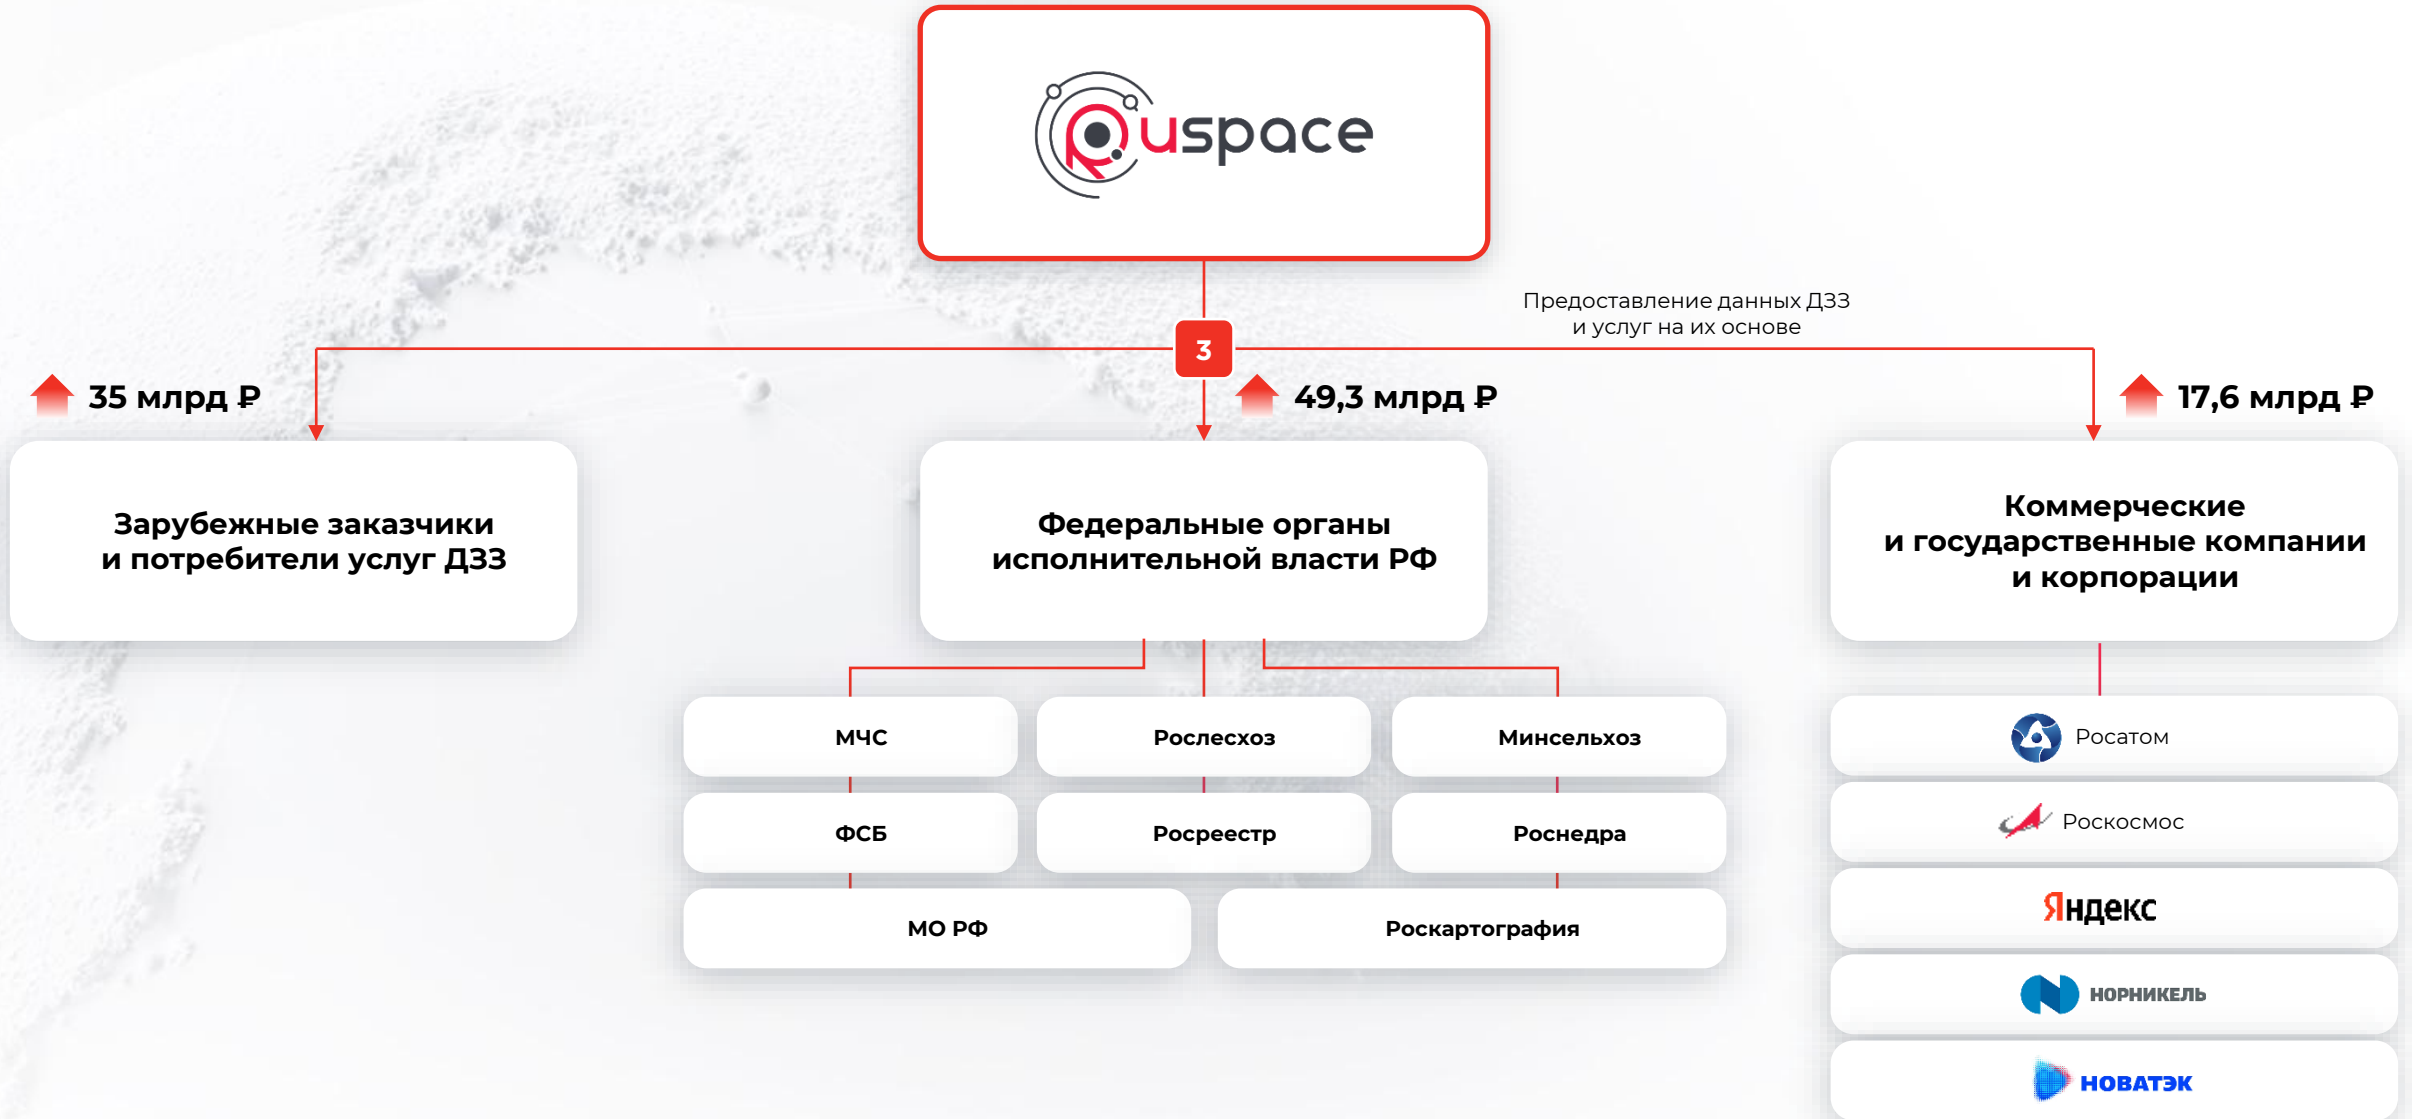 Ruspace
Предоставление данных ДЗЗ
и услуг на их основе
3
35 млрд ₽
49,3 млрд ₽
17,6 млрд ₽
Зарубежные заказчики
и потребители услуг ДЗЗ
Федеральные органы
исполнительной власти РФ
Коммерческие
и государственные компании
и корпорации
МЧС
Рослесхоз
Минсельхоз
ФСБ
Росреестр
Роснедра
МО РФ
Роскартография
Росатом
Роскосмос
Яндекс
НОРНИКЕЛЬ
НОВАТЭК